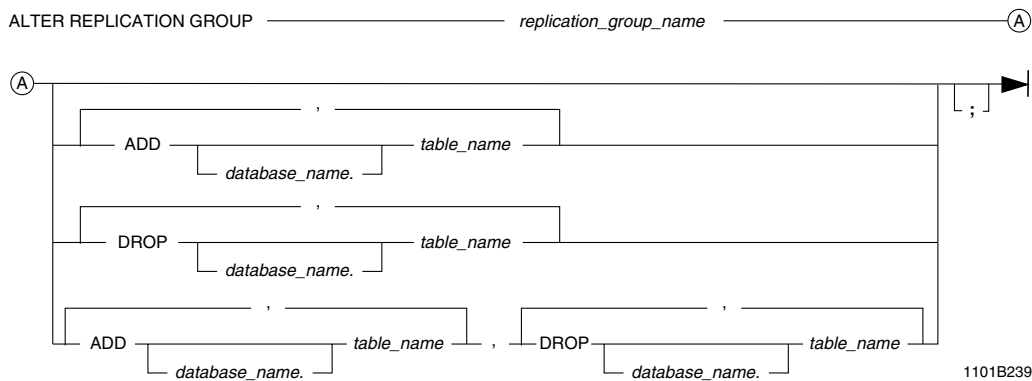 ALTER REPLICATION GROUP replication_group_name A
A
;
,
ADD table_name
database_name.
,
DROP table_name
database_name.
, ,
ADD table_name , DROP table_name
database_name. database_name.
1101B239